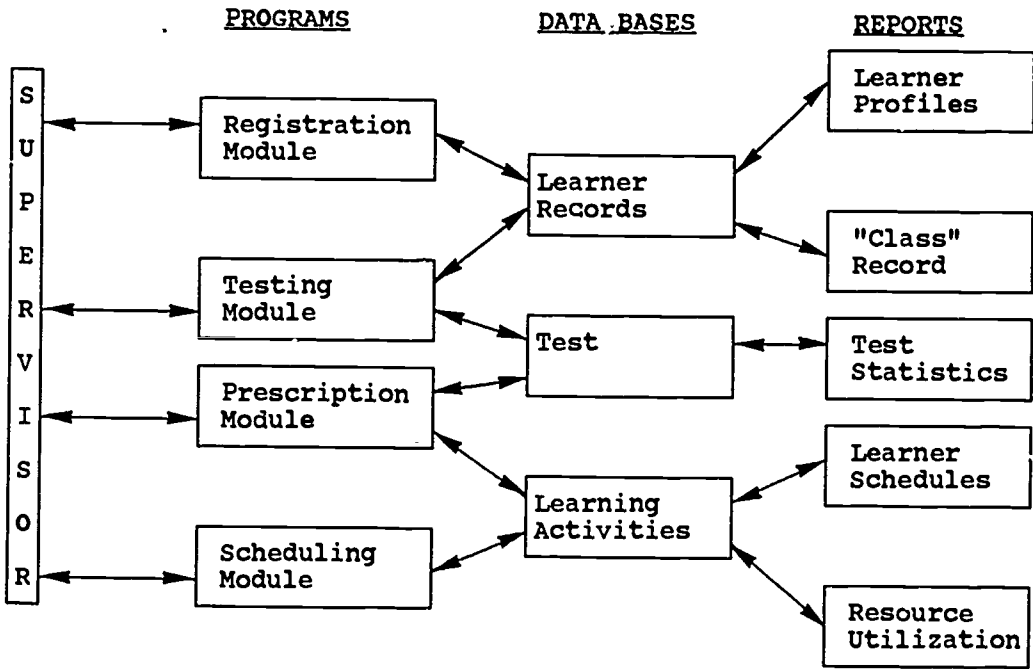 PROGRAMS
DATA BASES
REPORTS
SUPERVISOR
Registration
Module
Testing
Module
Prescription
Module
Scheduling
Module
Learner
Records
Test
Learning
Activities
Learner
Profiles
"Class"
Record
Test
Statistics
Learner
Schedules
Resource
Utilization